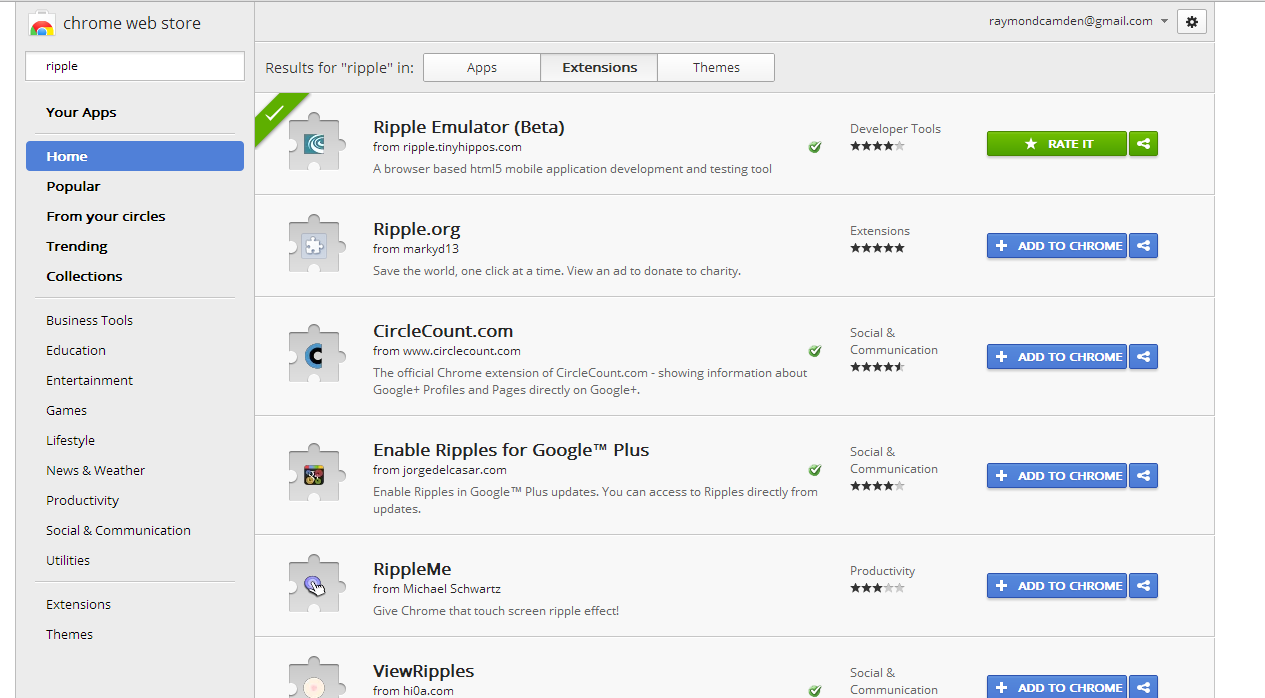 chrome web store
raymondcamden@gmail.com
ripple
Results for "ripple" in:
Apps
Extensions
Themes
Your Apps
Home
Popular
From your circles
Trending
Collections
Business Tools
Education
Entertainment
Games
Lifestyle
News & Weather
Productivity
Social & Communication
Utilities
Extensions
Themes
Ripple Emulator (Beta)
from ripple.tinyhippos.com
A browser based html5 mobile application development and testing tool
Developer Tools
RATE IT
Ripple.org
from markyd13
Save the world, one click at a time. View an ad to donate to charity.
Extensions
ADD TO CHROME
CircleCount.com
from www.circlecount.com
The official Chrome extension of CircleCount.com - showing information about
Google+ Profiles and Pages directly on Google+.
Social &
Communication
ADD TO CHROME
Enable Ripples for Google™ Plus
from jorgedelcasar.com
Enable Ripples in Google™ Plus updates. You can access to Ripples directly from
updates.
Social &
Communication
ADD TO CHROME
RippleMe
from Michael Schwartz
Give Chrome that touch screen ripple effect!
Productivity
ADD TO CHROME
ViewRipples
from hi0a.com
Social &
Communication
ADD TO CHROME